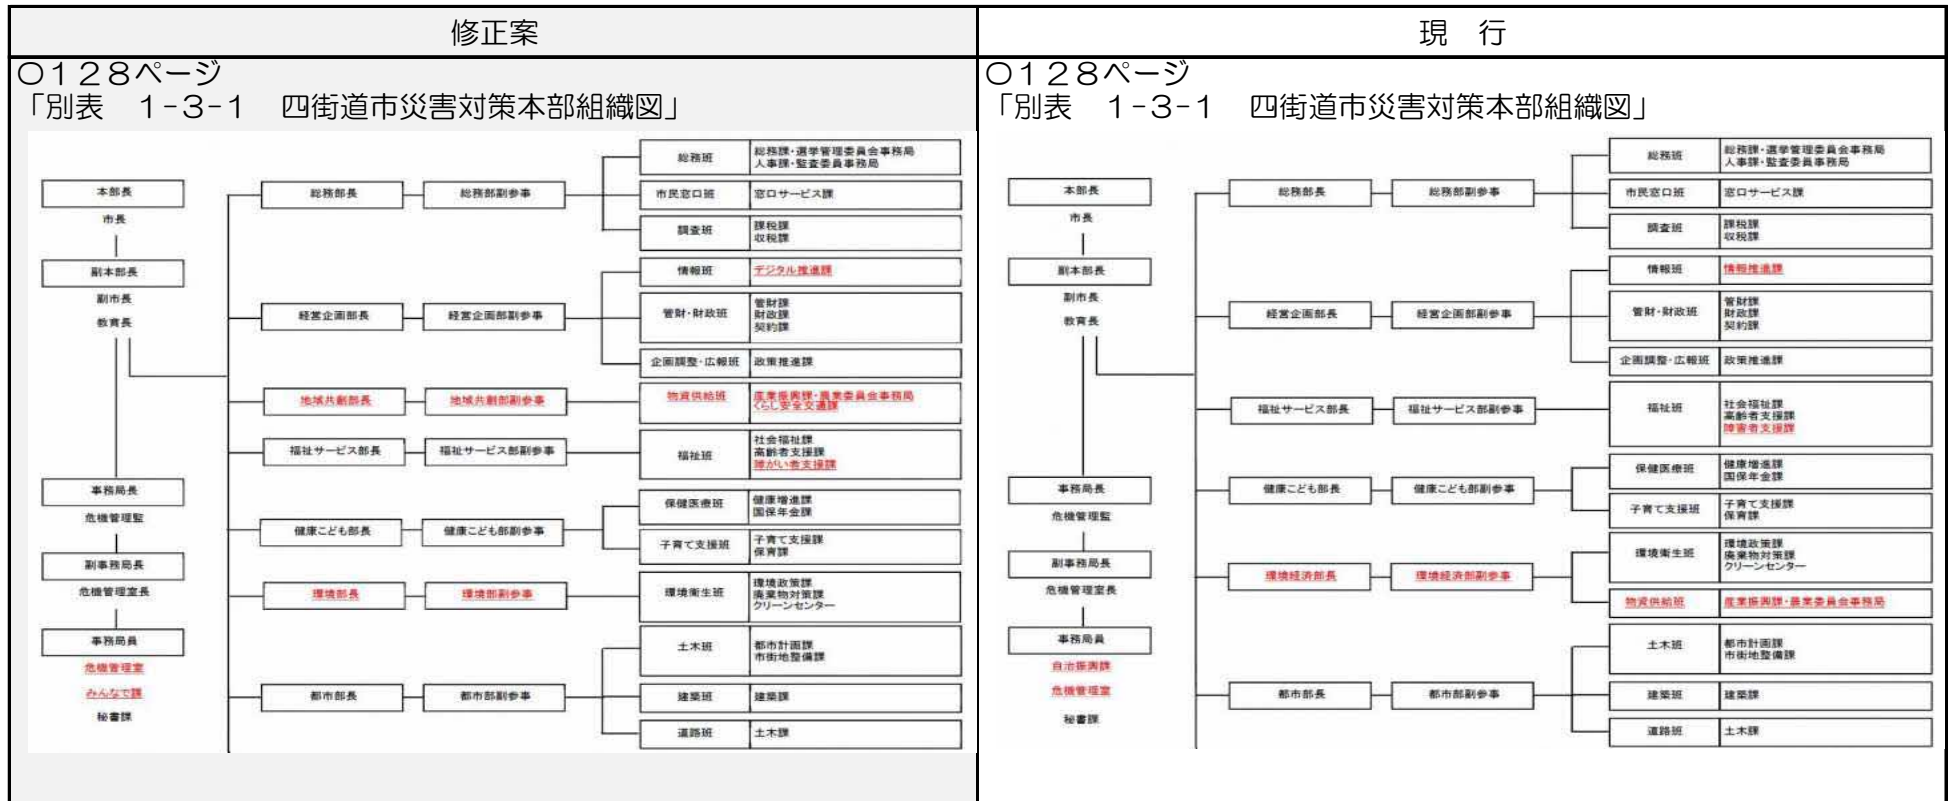 修正案
〇128ページ
「別表 1-3-1 四街道市災害対策本部組織図」
本部長
市長
副本部長
副市長
教育長
事務局長
危機管理監
副事務局長
危機管理室長
事務局員
危機管理室
みんなで課
秘書課
総務部長
総務部副参事
総務班
総務課・選挙管理委員会事務局
人事課・監査委員事務局
市民窓口班
窓口サービス課
調査班
課税課
収税課
経営企画部長
経営企画部副参事
情報班
デジタル推進課
管財・財政班
管財課
財政課
契約課
企画調整・広報班
政策推進課
地域共創部長
地域共創部副参事
物資供給班
産業振興課・農業委員会事務局
くらし安全交通課
福祉サービス部長
福祉サービス部副参事
福祉班
社会福祉課
高齢者支援課
障がい者支援課
健康こども部長
健康こども部副参事
保健医療班
健康増進課
国保年金課
子育て支援班
子育て支援課
保育課
環境部長
環境部副参事
環境衛生班
環境政策課
廃棄物対策課
クリーンセンター
都市部長
都市部副参事
土木班
都市計画課
市街地整備課
建築班
建築課
道路班
土木課
現 行
〇128ページ
「別表 1-3-1 四街道市災害対策本部組織図」
本部長
市長
副本部長
副市長
教育長
事務局長
危機管理監
副事務局長
危機管理室長
事務局員
自治振興課
危機管理室
秘書課
総務部長
総務部副参事
総務班
総務課・選挙管理委員会事務局
人事課・監査委員事務局
市民窓口班
窓口サービス課
調査班
課税課
収税課
経営企画部長
経営企画部副参事
情報班
情報推進課
管財・財政班
管財課
財政課
契約課
企画調整・広報班
政策推進課
福祉サービス部長
福祉サービス部副参事
福祉班
社会福祉課
高齢者支援課
障害者支援課
健康こども部長
健康こども部副参事
保健医療班
健康増進課
国保年金課
子育て支援班
子育て支援課
保育課
環境経済部長
環境経済部副参事
環境衛生班
環境政策課
廃棄物対策課
クリーンセンター
物資供給班
産業振興課・農業委員会事務局
都市部長
都市部副参事
土木班
都市計画課
市街地整備課
建築班
建築課
道路班
土木課